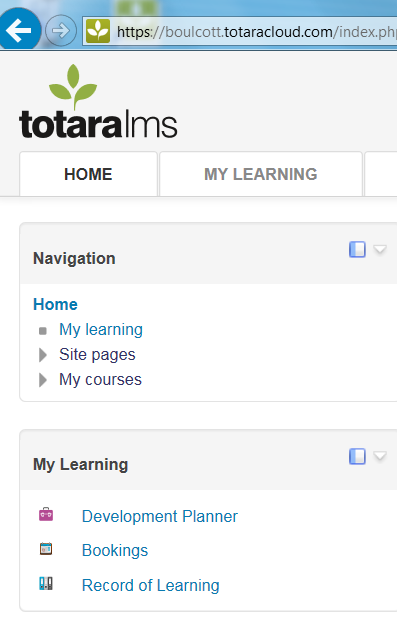 https://boulcott.totaracloud.com/index.php
totaralms
HOME
MY LEARNING
Navigation
Home
My learning
Site pages
My courses
My Learning
Development Planner
Bookings
Record of Learning